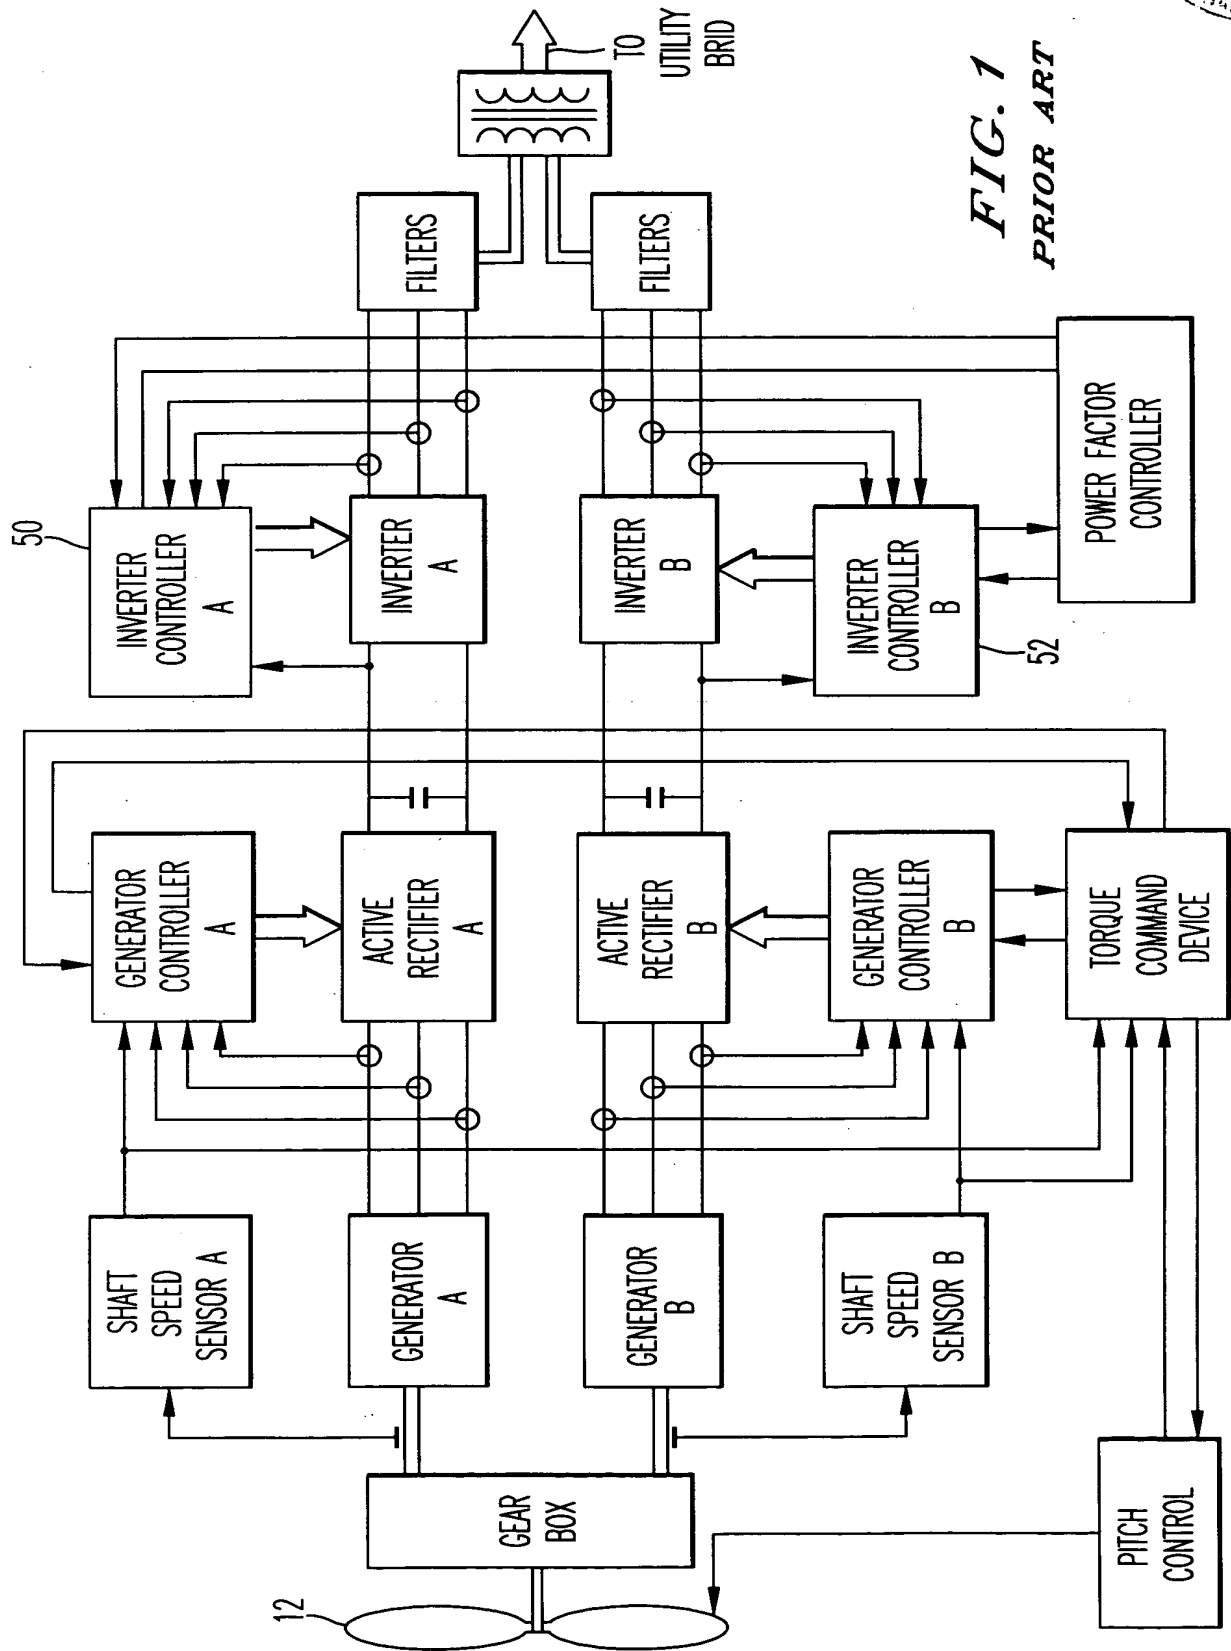 12
GEAR
BOX
SHAFT
SPEED
SENSOR A
GENERATOR
A
GENERATOR
B
SHAFT
SPEED
SENSOR B
PITCH
CONTROL
GENERATOR
CONTROLLER
A
ACTIVE
RECTIFIER
A
ACTIVE
RECTIFIER
B
GENERATOR
CONTROLLER
B
TORQUE
COMMAND
DEVICE
50
INVERTER
CONTROLLER
A
INVERTER
A
INVERTER
B
INVERTER
CONTROLLER
B
52
POWER FACTOR
CONTROLLER
FILTERS
FILTERS
TO
UTILITY
BRID
FIG. 1
PRIOR ART